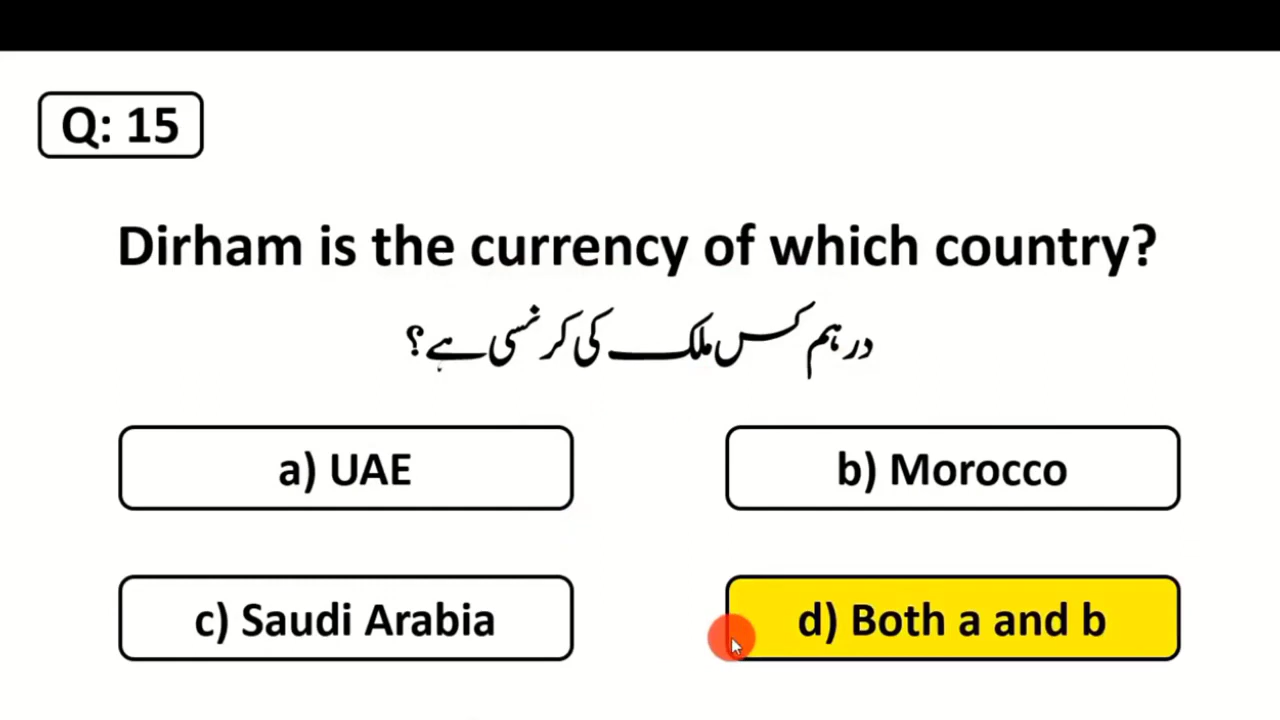 Q: 15
Dirham is the currency of which country?
درہم کس ملک کی کرنسی ہے؟
a) UAE
b) Morocco
c) Saudi Arabia
d) Both a and b